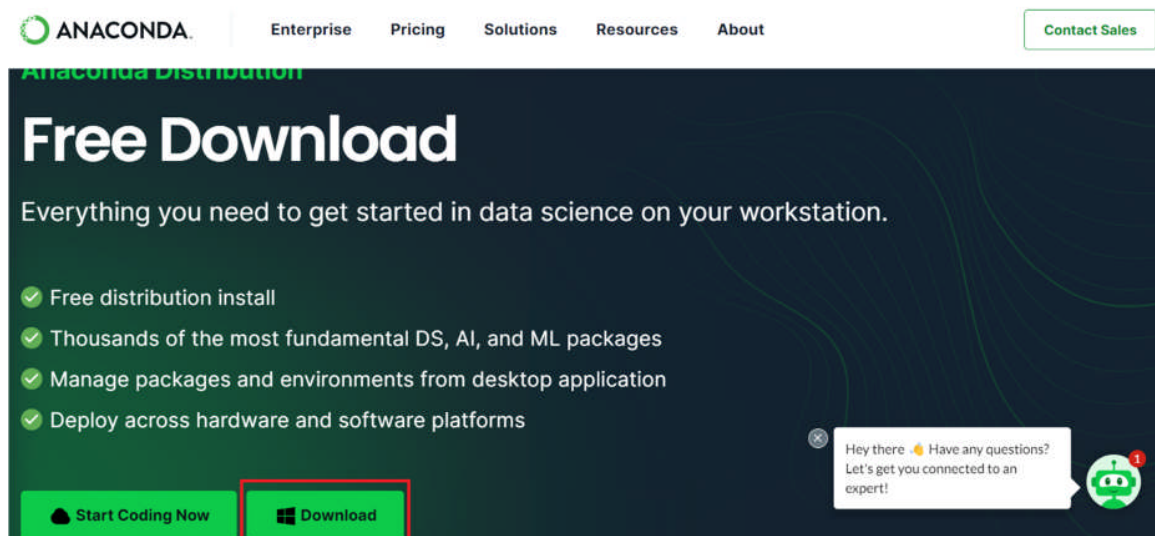 ANACONDA.
Enterprise
Pricing
Solutions
Resources
About
Contact Sales
Anaconda Distribution
Free Download
Everything you need to get started in data science on your workstation.
Free distribution install
Thousands of the most fundamental DS, AI, and ML packages
Manage packages and environments from desktop application
Deploy across hardware and software platforms
Hey there 👋 Have any questions?
Let's get you connected to an
expert!
1
Start Coding Now
Download